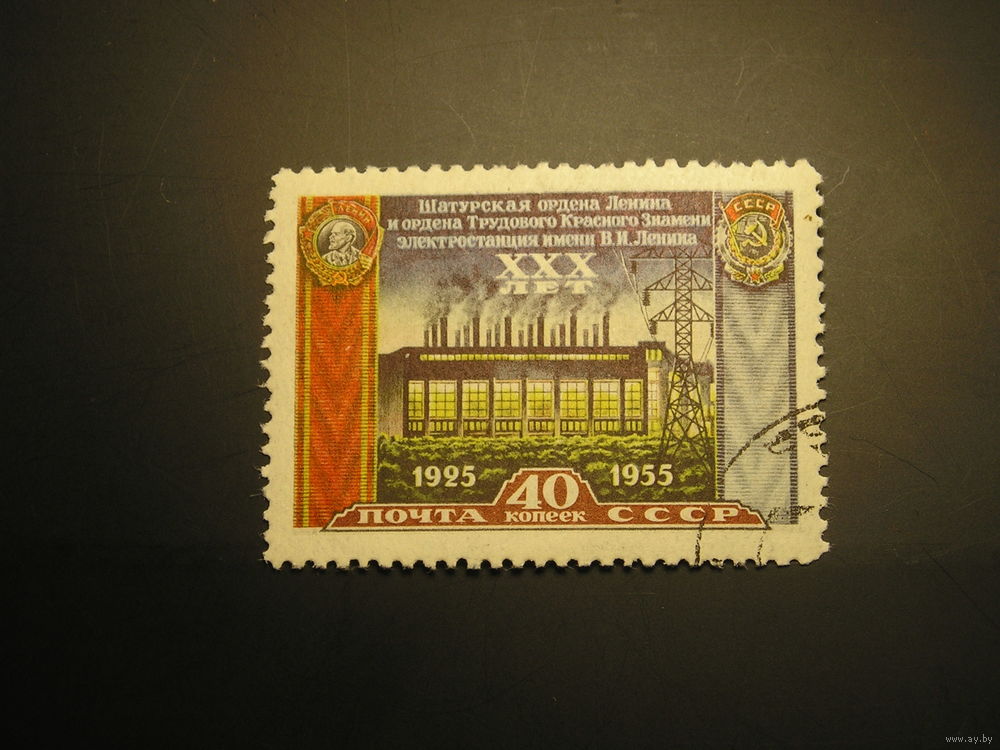 Шатурская ордена Ленина
и ордена Трудового Красного Знамени
электростанция имени В.И. Ленина
XXX
ЛЕТ
ЛЕНИН
СССР
1925 1955
40
ПОЧТА копеек СССР
www.ay.by